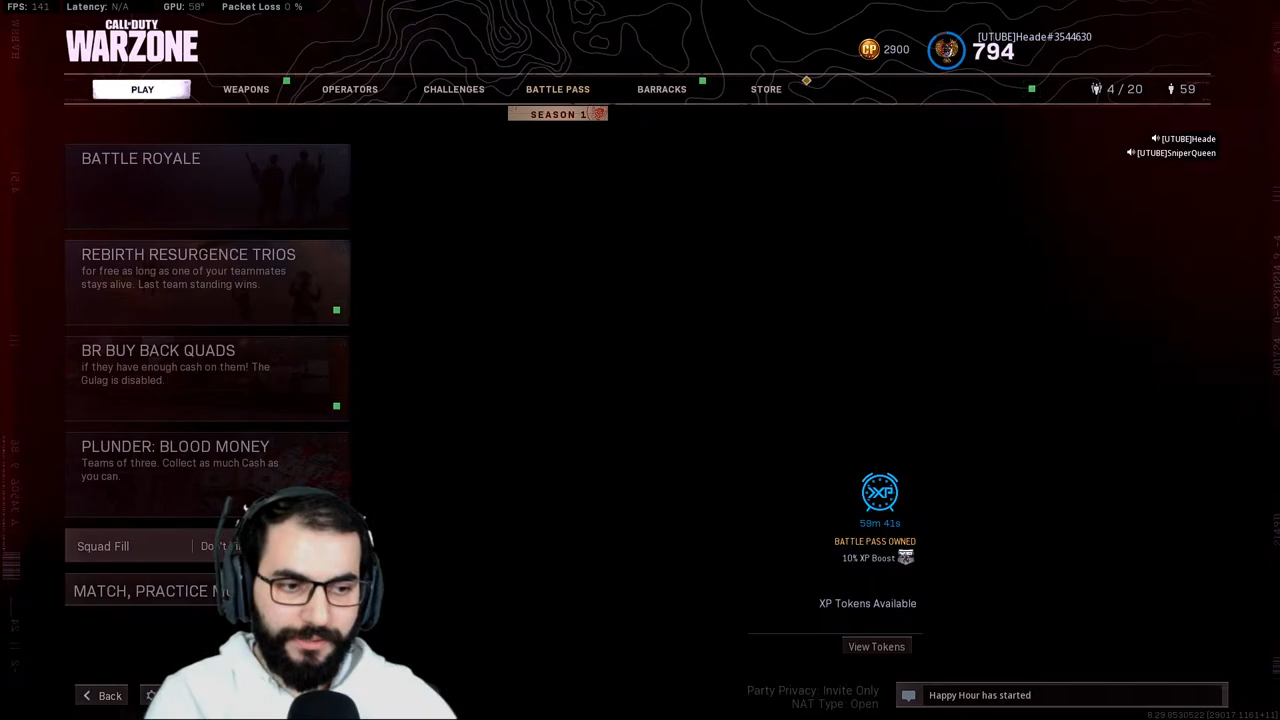 FPS: 141 Latency: N/A GPU: 58° Packet Loss 0 %
CALL OF DUTY
WARZONE
2900
[UTUBE]Heade#3544630
794
PLAY WEAPONS OPERATORS CHALLENGES BATTLE PASS BARRACKS STORE 4 / 20 59
SEASON 1
[UTUBE]Heade
[UTUBE]SniperQueen
BATTLE ROYALE
REBIRTH RESURGENCE TRIOS
for free as long as one of your teammates
stays alive. Last team standing wins.
BR BUY BACK QUADS
if they have enough cash on them! The
Gulag is disabled.
PLUNDER: BLOOD MONEY
Teams of three. Collect as much Cash as
you can.
XP
59m 41s
BATTLE PASS OWNED
10% XP Boost
XP Tokens Available
View Tokens
Squad Fill
MATCH, PRACTICE
Back
Party Privacy: Invite Only
NAT Type: Open
Happy Hour has started